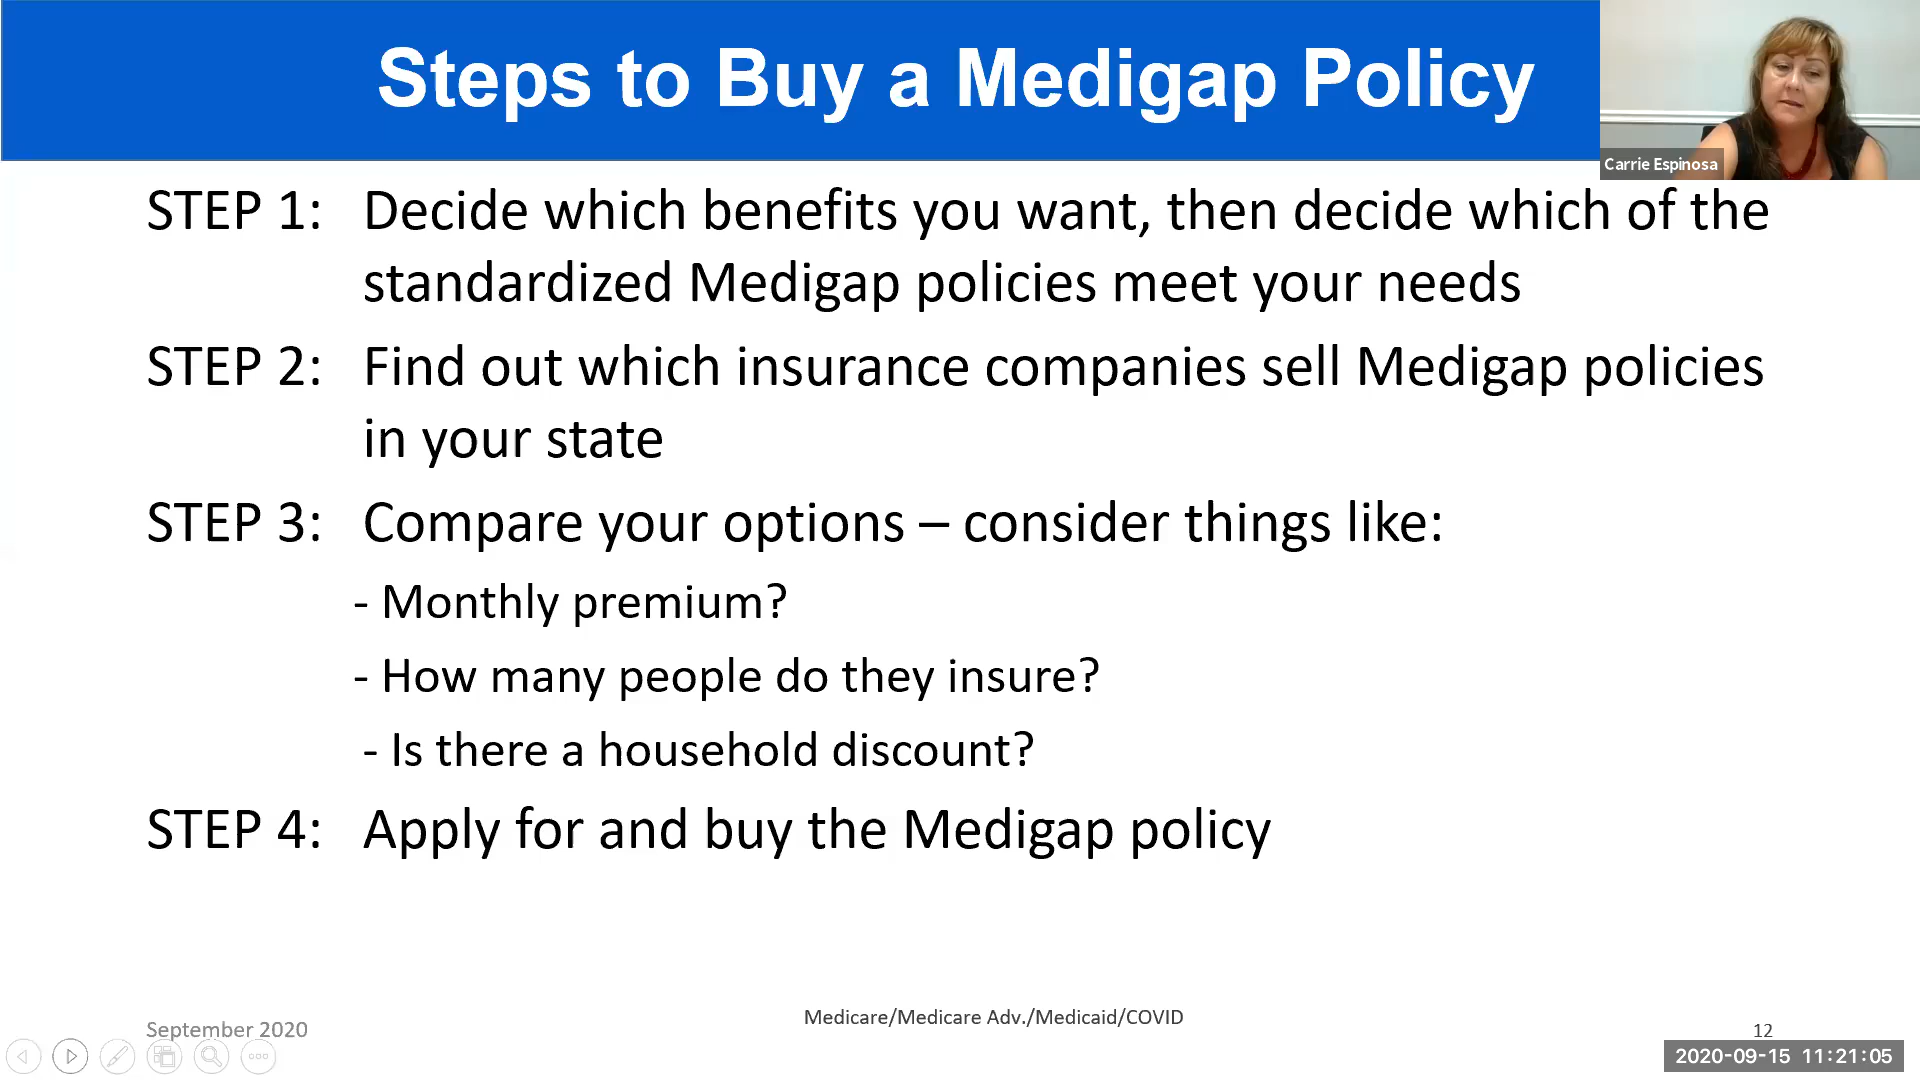 Steps to Buy a Medigap Policy
Carrie Espinosa
STEP 1: Decide which benefits you want, then decide which of the
standardized Medigap policies meet your needs
STEP 2: Find out which insurance companies sell Medigap policies
in your state
STEP 3: Compare your options – consider things like:
- Monthly premium?
- How many people do they insure?
- Is there a household discount?
STEP 4: Apply for and buy the Medigap policy
September 2020
Medicare/Medicare Adv./Medicaid/COVID
12
2020-09-15 11:21:05